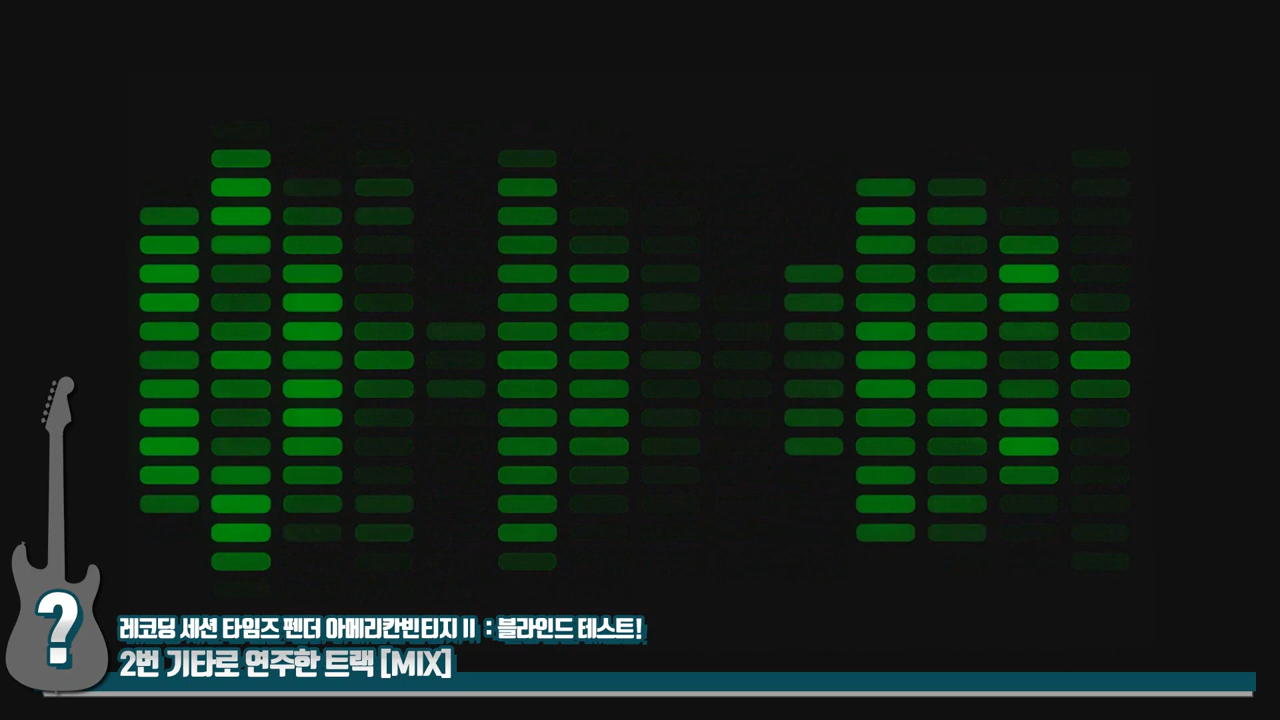 ?
레코딩 세션 타임즈 펜더 아메리칸빈티지 II : 블라인드 테스트!
2번 기타로 연주한 트랙 [MIX]